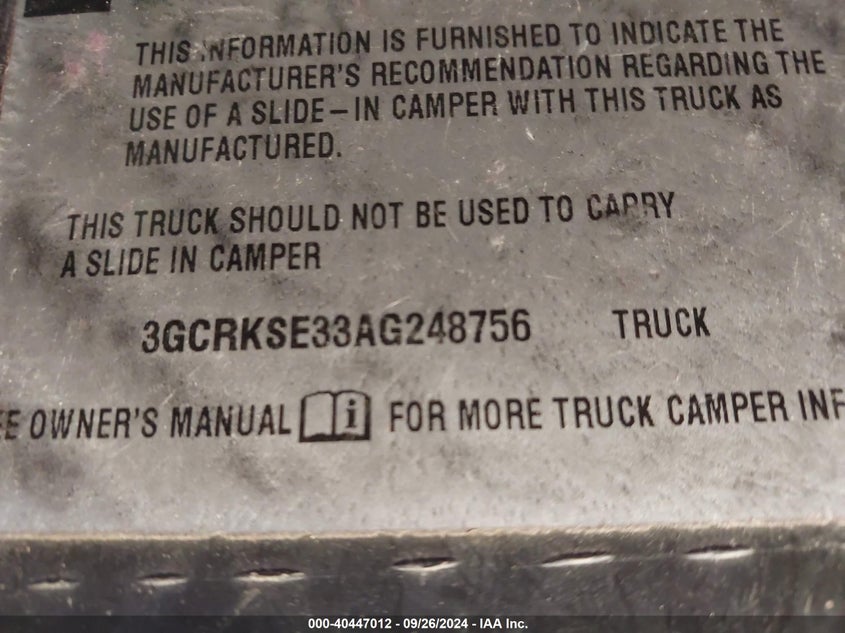 THIS INFORMATION IS FURNISHED TO INDICATE THE
MANUFACTURER'S RECOMMENDATION REGARDING THE
USE OF A SLIDE-IN CAMPER WITH THIS TRUCK AS
MANUFACTURED.
THIS TRUCK SHOULD NOT BE USED TO CARRY
A SLIDE IN CAMPER
3GCRKSE33AG248756 TRUCK
EE OWNER'S MANUAL i FOR MORE TRUCK CAMPER INF
000-40447012 - 09/26/2024 - IAA Inc.